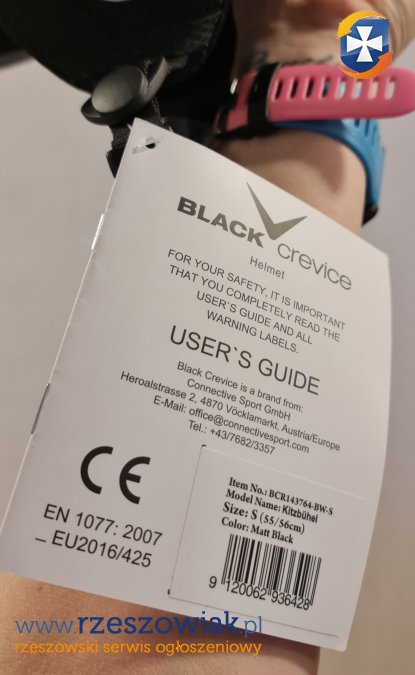 BLACK crevice
Helmet
FOR YOUR SAFETY, IT IS IMPORTANT
THAT YOU COMPLETELY READ THE
USER`S GUIDE AND ALL
WARNING LABELS.
USER`S GUIDE
Black Crevice is a brand from:
Connective Sport GmbH
Heroalstrasse 2, 4870 Vöcklamarkt, Austria/Europe
E-Mail: office@connectivesport.com
Tel.: +43/7682/3357
CE
EN 1077: 2007
– EU2016/425
Item No.: BCR143764-BW-S
Model Name: Kitzbühel
Size: S (55/56cm)
Color: Matt Black
9 120062 936428
www.rzeszowiak.pl
rzeszowski serwis ogłoszeniowy